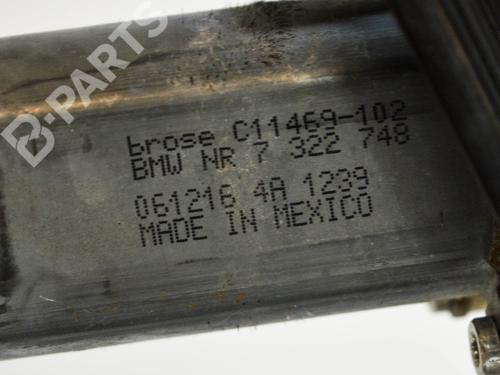 B-PARTS
brose C11469-102
BMW NR 7 322 748
061216 4A 1239
MADE IN MEXICO